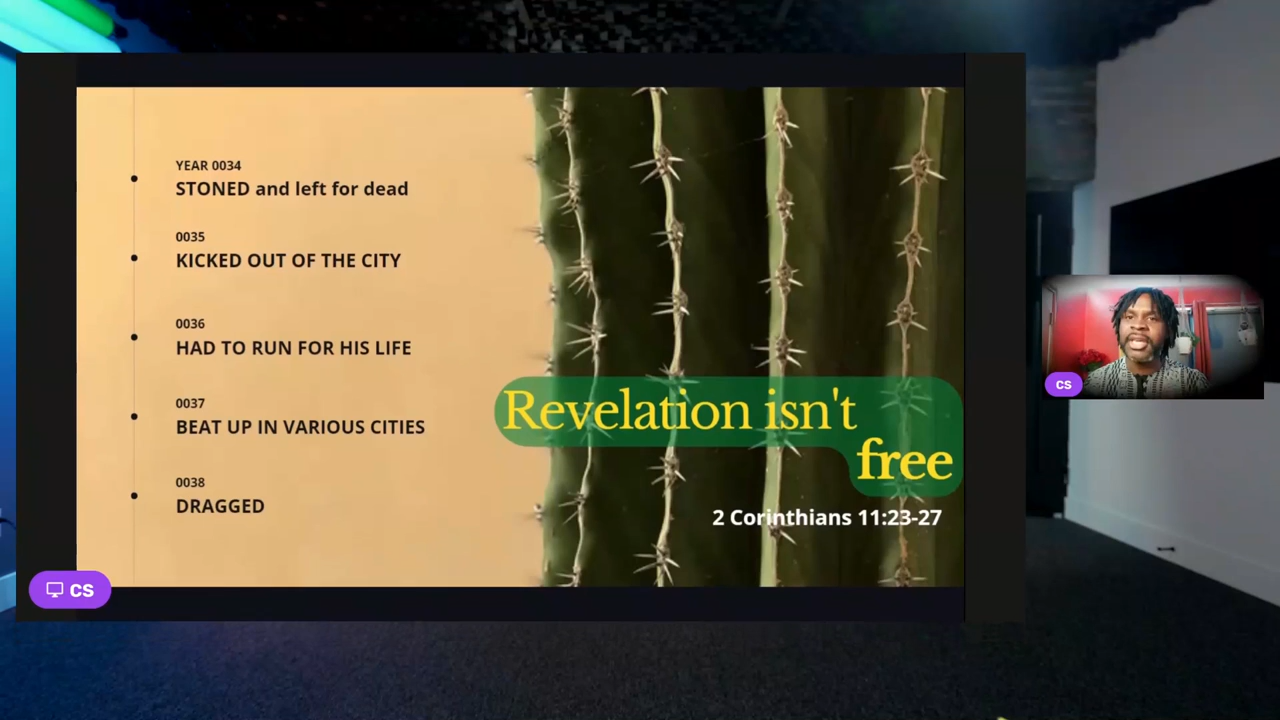 YEAR 0034
STONED and left for dead
0035
KICKED OUT OF THE CITY
0036
HAD TO RUN FOR HIS LIFE
0037
BEAT UP IN VARIOUS CITIES
0038
DRAGGED
Revelation isn't
free
2 Corinthians 11:23-27
CS
CS